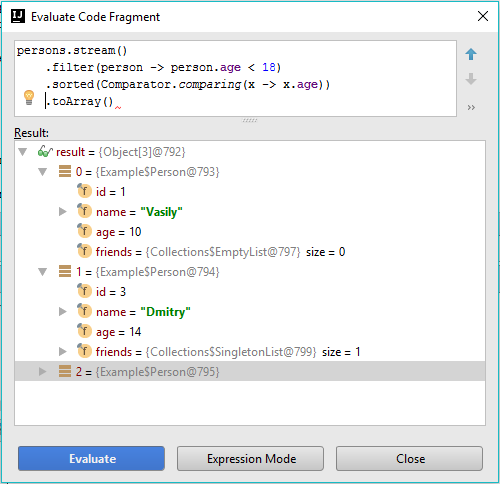 Evaluate Code Fragment
persons.stream()
.filter(person -> person.age < 18)
.sorted(Comparator.comparing(x -> x.age))
.toArray()
Result:
result = {Object[3]@792}
0 = {Example$Person@793}
id = 1
name = "Vasily"
age = 10
friends = {Collections$EmptyList@797} size = 0
1 = {Example$Person@794}
id = 3
name = "Dmitry"
age = 14
friends = {Collections$SingletonList@799} size = 1
2 = {Example$Person@795}
Evaluate
Expression Mode
Close